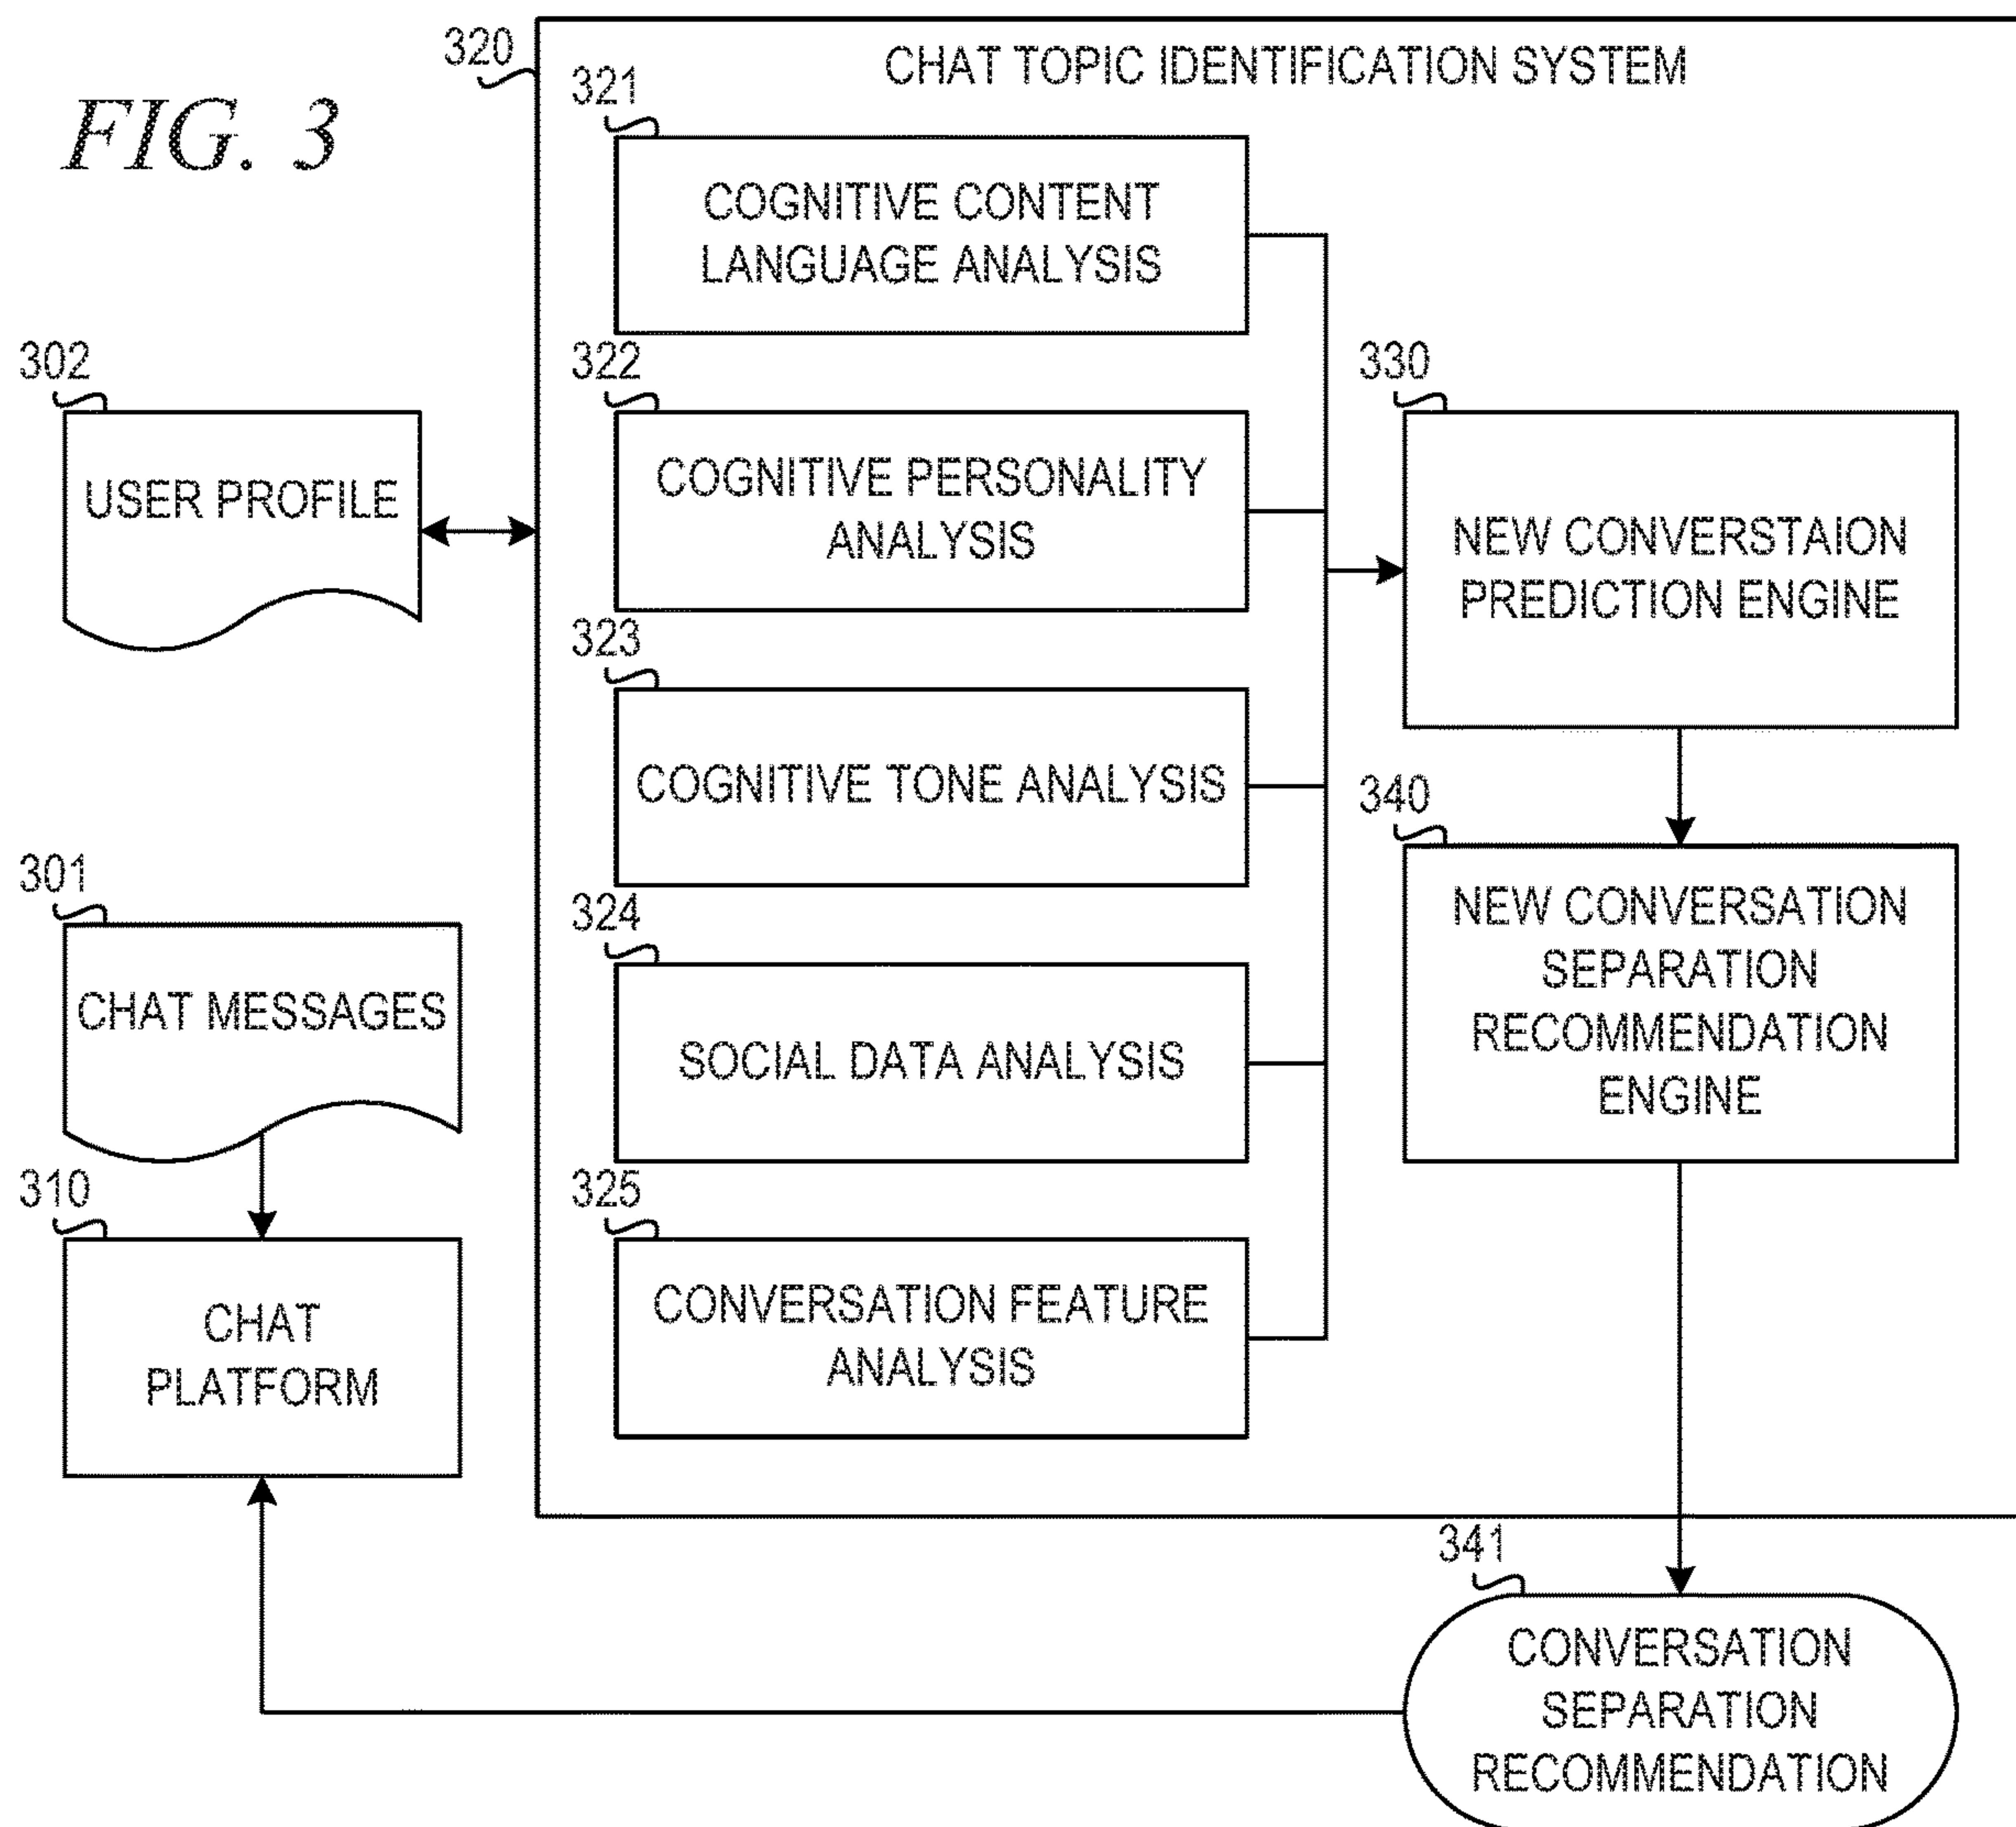 FIG. 3
320
CHAT TOPIC IDENTIFICATION SYSTEM
321
COGNITIVE CONTENT
LANGUAGE ANALYSIS
302
USER PROFILE
322
COGNITIVE PERSONALITY
ANALYSIS
330
NEW CONVERSTAION
PREDICTION ENGINE
323
COGNITIVE TONE ANALYSIS
340
NEW CONVERSATION
SEPARATION
RECOMMENDATION
ENGINE
301
CHAT MESSAGES
324
SOCIAL DATA ANALYSIS
310
CHAT
PLATFORM
325
CONVERSATION FEATURE
ANALYSIS
341
CONVERSATION
SEPARATION
RECOMMENDATION